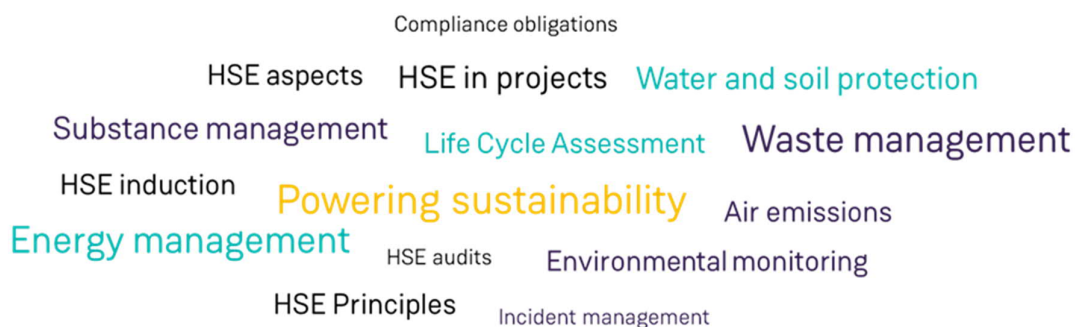 Compliance obligations
HSE aspects HSE in projects Water and soil protection
Substance management Life Cycle Assessment Waste management
HSE induction Powering sustainability Air emissions
Energy management HSE audits Environmental monitoring
HSE Principles Incident management